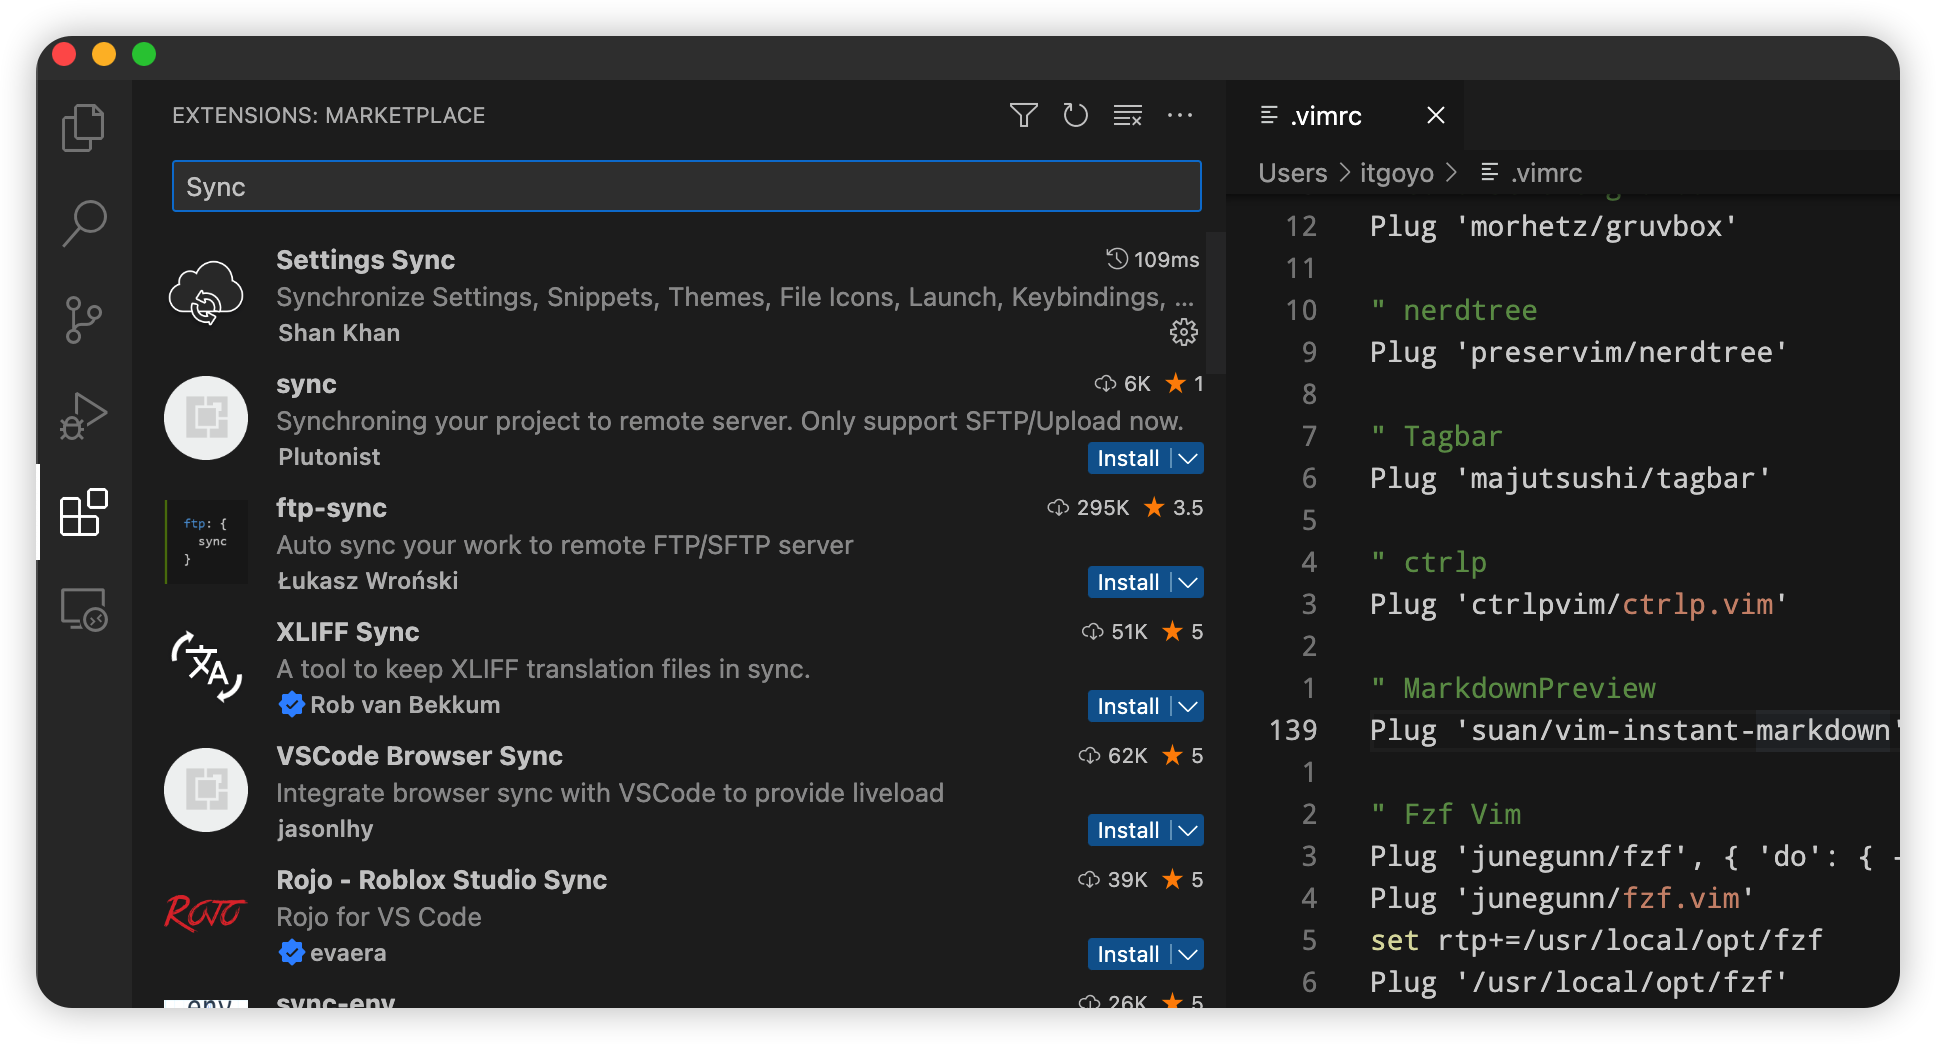 EXTENSIONS: MARKETPLACE
Sync
Settings Sync
109ms
Synchronize Settings, Snippets, Themes, File Icons, Launch, Keybindings, ...
Shan Khan
sync
6K ★ 1
Synchroning your project to remote server. Only support SFTP/Upload now.
Plutonist
Install
ftp: {
sync
}
ftp-sync
295K ★ 3.5
Auto sync your work to remote FTP/SFTP server
Łukasz Wroński
Install
XLIFF Sync
51K ★ 5
A tool to keep XLIFF translation files in sync.
Rob van Bekkum
Install
VSCode Browser Sync
62K ★ 5
Integrate browser sync with VSCode to provide liveload
jasonlhy
Install
ROJO
Rojo - Roblox Studio Sync
39K ★ 5
Rojo for VS Code
evaera
Install
env
sync-env
26K ★ 5
.vimrc
Users > itgoyo > .vimrc
12 Plug 'morhetz/gruvbox'
11
10 " nerdtree
9 Plug 'preservim/nerdtree'
8
7 " Tagbar
6 Plug 'majutsushi/tagbar'
5
4 " ctrlp
3 Plug 'ctrlpvim/ctrlp.vim'
2
1 " MarkdownPreview
139 Plug 'suan/vim-instant-markdown'
1
2 " Fzf Vim
3 Plug 'junegunn/fzf', { 'do': { -
4 Plug 'junegunn/fzf.vim'
5 set rtp+=/usr/local/opt/fzf
6 Plug '/usr/local/opt/fzf'